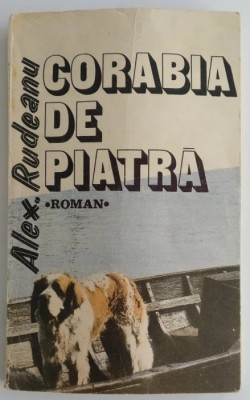 Alex. Rudeanu
CORABIA
DE
PIATRĂ
•ROMAN•